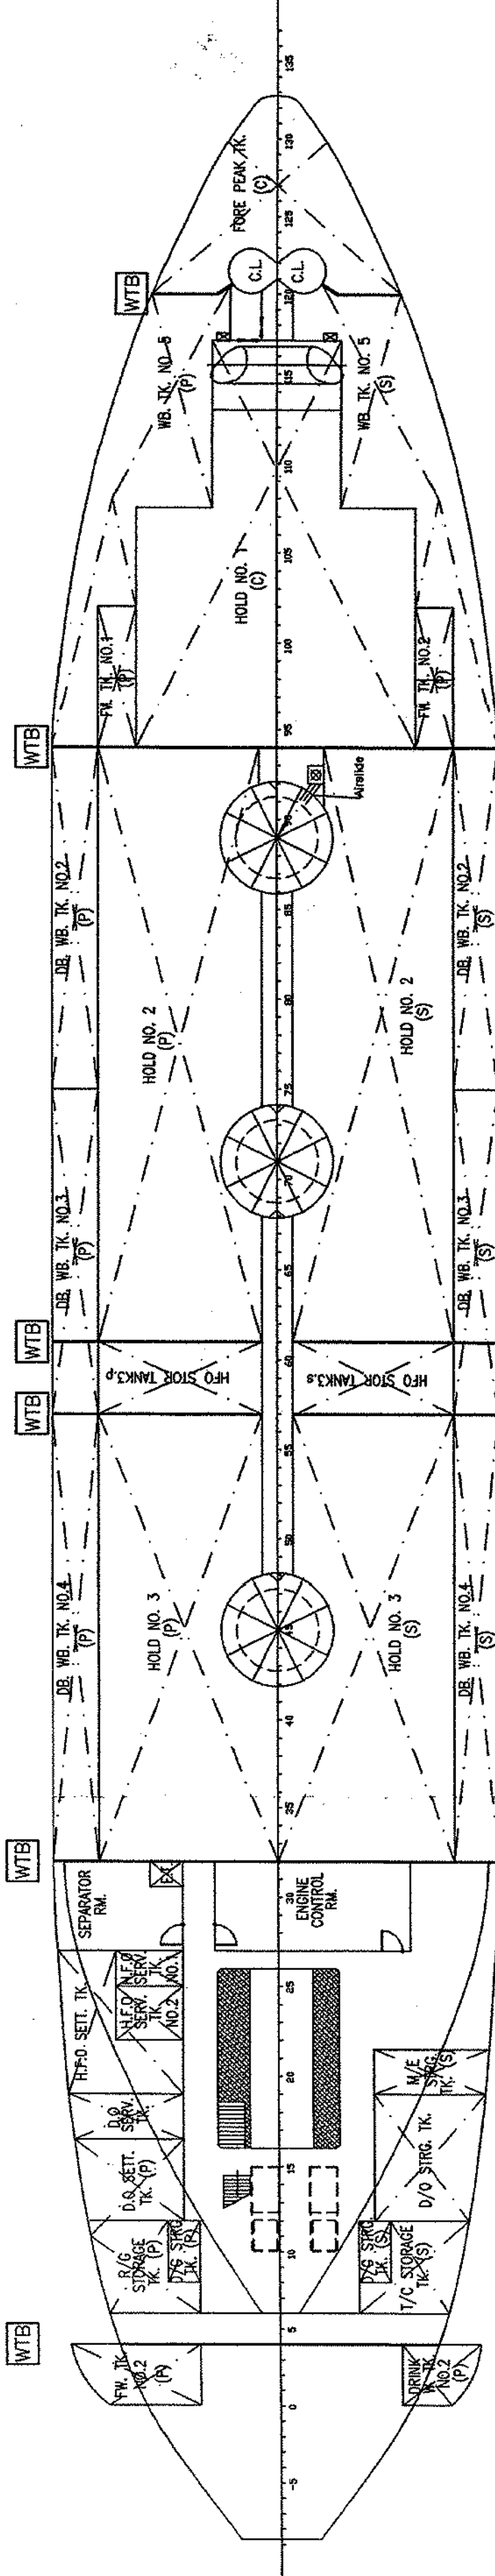 135
130
FORE PEAK TK.
(C)
125
C.L.
C.L.
120
WTB
WB. TK. NO. 5
(P)
115
WB. TK. NO. 5
(S)
110
HOLD NO. 1
(C)
105
100
FW. TK. NO.1
(P)
FW. TK. NO.2
(P)
95
WTB
Airslide
90
DB. WB. TK. NO.2
(P)
85
DB. WB. TK. NO.2
(S)
HOLD NO. 2
(P)
80
HOLD NO. 2
(S)
75
DB. WB. TK. NO.3
(P)
70
DB. WB. TK. NO.3
(S)
65
WTB
HFO STOR TANK3.p
60
HFO STOR TANK3.s
WTB
55
50
DB. WB. TK. NO.4
(P)
HOLD NO. 3
(P)
45
HOLD NO. 3
(S)
DB. WB. TK. NO.4
(S)
40
35
WTB
SEPARATOR
RM.
30
ENGINE
CONTROL
RM.
H.F.O. SETT. TK.
H.F.O
SERV.
TK
NO.1
H.F.O
SERV.
TK
NO.2
25
M/E
STRG.
TK. (S)
20
D.O
SERV.
TK.
D.O. SETT.
TK. (P)
15
D/O STRG. TK.
R/G
STORAGE
TK. (P)
D/G STRG
TK. (P)
10
D/G STRG
TK. (S)
T/C STORAGE
TK. (S)
WTB
5
FW. TK
NO.2
(P)
0
DRINK
W. TK.
NO.2
(P)
-5